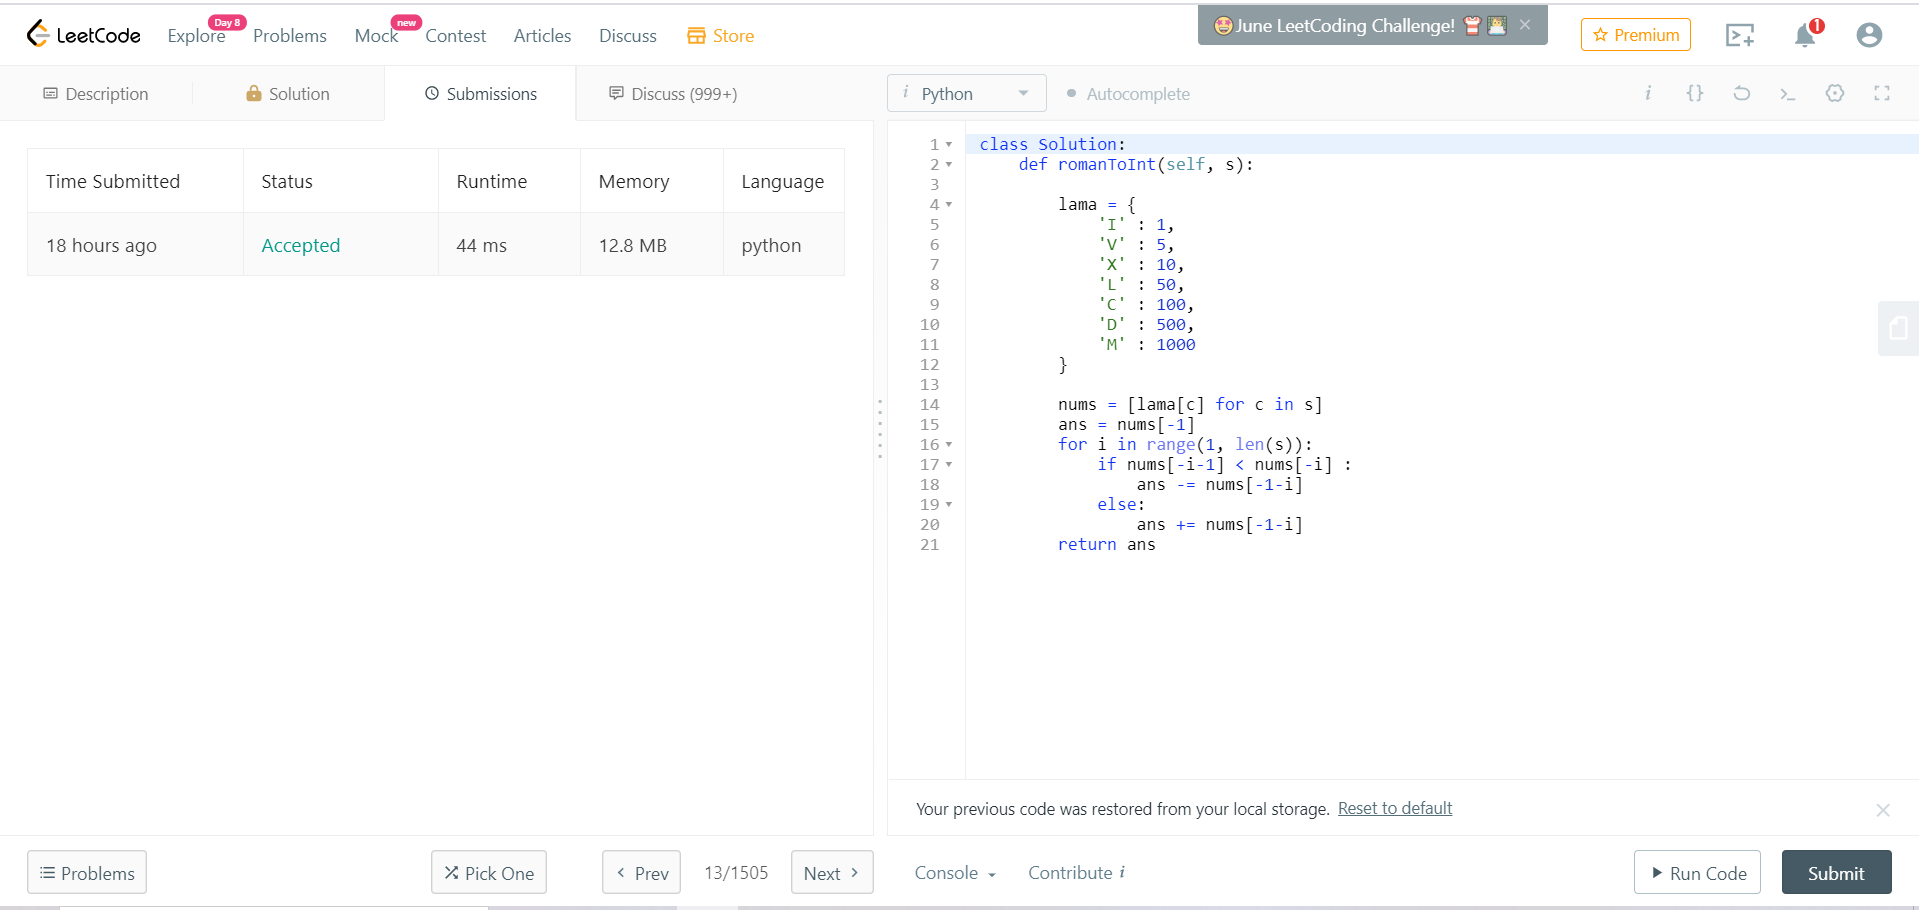 LeetCode Explore Day 8 Problems Mock new Contest Articles Discuss Store June LeetCoding Challenge! Premium 1
Description Solution Submissions Discuss (999+)
i Python Autocomplete i {}
Time Submitted Status Runtime Memory Language
18 hours ago Accepted 44 ms 12.8 MB python
1 class Solution:
2     def romanToInt(self, s):
3
4         lama = {
5             'I' : 1,
6             'V' : 5,
7             'X' : 10,
8             'L' : 50,
9             'C' : 100,
10             'D' : 500,
11             'M' : 1000
12         }
13
14         nums = [lama[c] for c in s]
15         ans = nums[-1]
16         for i in range(1, len(s)):
17             if nums[-i-1] < nums[-i] :
18                 ans -= nums[-1-i]
19             else:
20                 ans += nums[-1-i]
21         return ans
Your previous code was restored from your local storage. Reset to default
Problems Pick One Prev 13/1505 Next Console Contribute i Run Code Submit